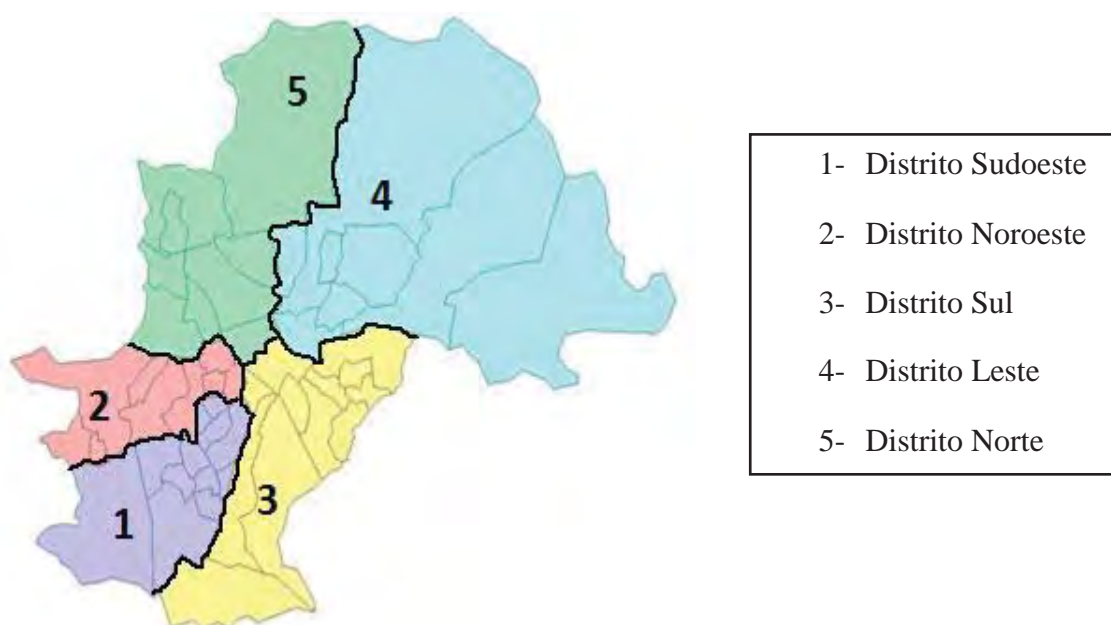 5
4
2
3
1
1- Distrito Sudoeste
2- Distrito Noroeste
3- Distrito Sul
4- Distrito Leste
5- Distrito Norte